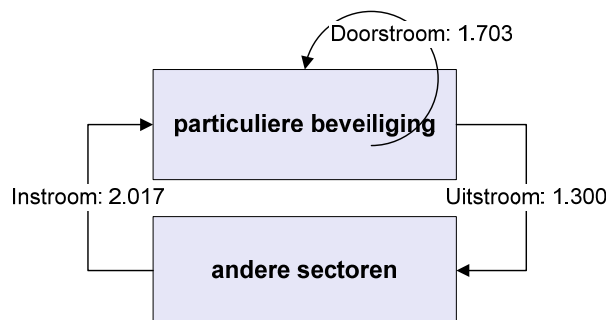 Doorstroom: 1.703
particuliere beveiliging
Instroom: 2.017
Uitstroom: 1.300
andere sectoren